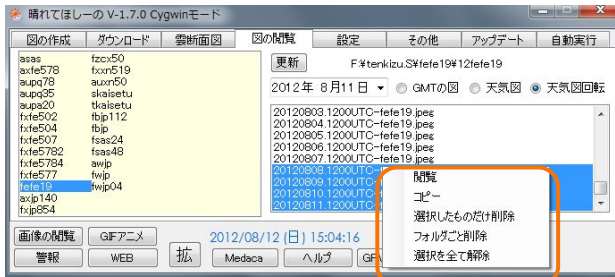 晴れてほしーの V-1.7.0 Cygwinモード
図の作成 ダウンロード 雲断面図 図の閲覧 設定 その他 アップデート 自動実行
asas fzcx50
axfe578 fxxn519
aupq78 auxn50
aupq35 skaisetu
aupa20 tkaisetu
fxfe502 fbjp112
fxfe504 fbjp
fxfe507 fsas24
fxfe5782 fsas48
fxfe5784 awjp
fxfe577 fwjp
fefe19 fwjp04
axjp140
fxjp854
更新 F:¥tenkizu.S¥fefe19¥12fefe19
2012年 8月11日 GMTの図 天気図 天気図回転
20120803.1200UTC-fefe19.jpeg
20120804.1200UTC-fefe19.jpeg
20120805.1200UTC-fefe19.jpeg
20120806.1200UTC-fefe19.jpeg
20120807.1200UTC-fefe19.jpeg
20120808.1200UTC-
20120809.1200UTC-
20120810.1200UTC-
20120811.1200UTC-
閲覧
コピー
選択したものだけ削除
フォルダごと削除
選択を全て解除
画像の閲覧 GIFアニメ 2012/08/12 (日) 15:04:16
警報 WEB 拡 Medaca ヘルプ